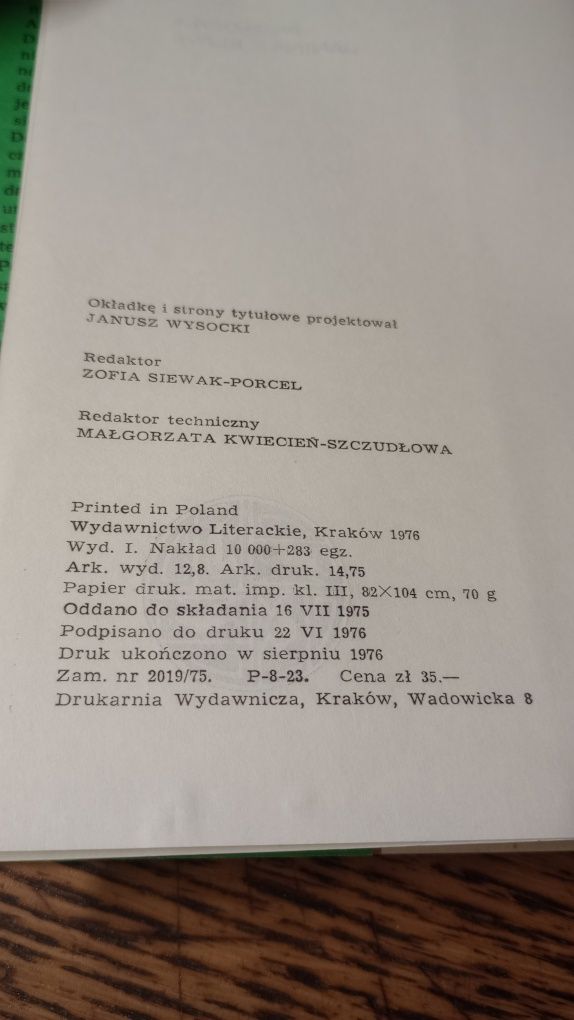 Okładkę i strony tytułowe projektował
JANUSZ WYSOCKI
Redaktor
ZOFIA SIEWAK-PORCEL
Redaktor techniczny
MAŁGORZATA KWIECIEŃ-SZCZUDŁOWA
Printed in Poland
Wydawnictwo Literackie, Kraków 1976
Wyd. I. Nakład 10 000+283 egz.
Ark. wyd. 12,8. Ark. druk. 14,75
Papier druk. mat. imp. kl. III, 82×104 cm, 70 g
Oddano do składania 16 VII 1975
Podpisano do druku 22 VI 1976
Druk ukończono w sierpniu 1976
Zam. nr 2019/75. P-8-23. Cena zł 35.—
Drukarnia Wydawnicza, Kraków, Wadowicka 8